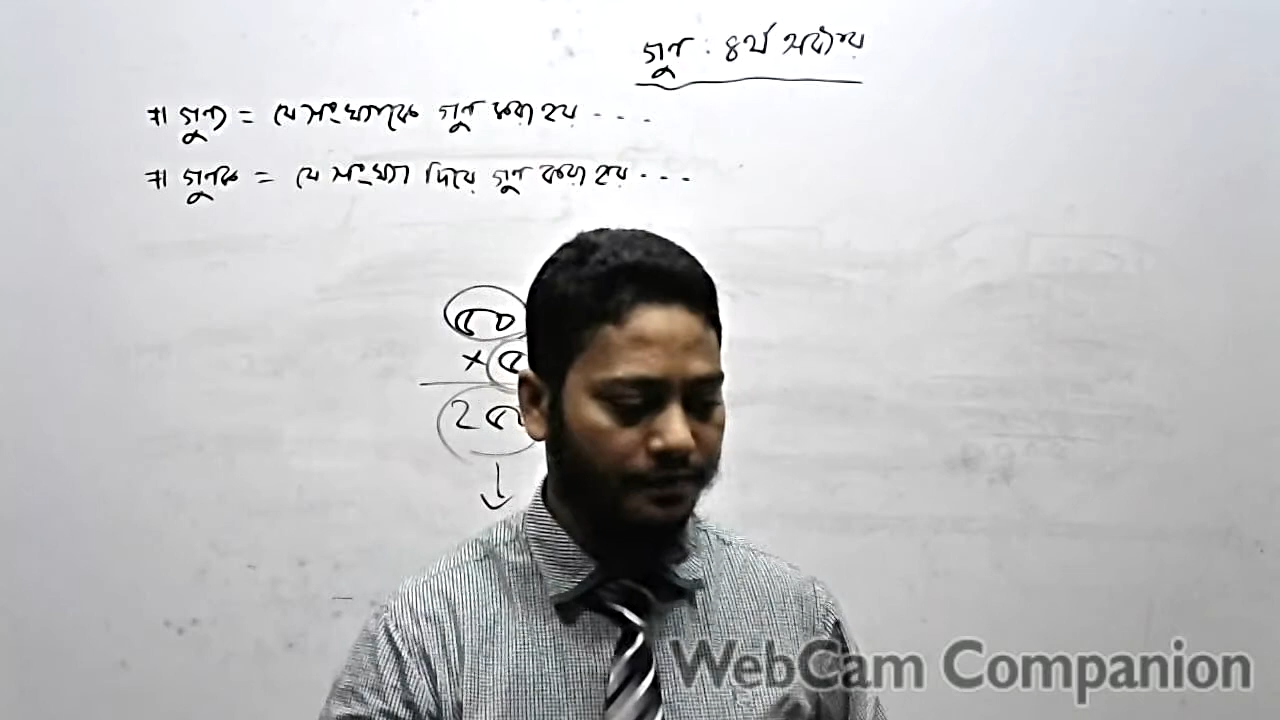 গুণ : ৪র্থ অধ্যায়
# গুণ্য = যে সংখ্যাকে গুণ করা হয় . . .
# গুণক = যে সংখ্যা দিয়ে গুণ করা হয় . . .
৫০
× ৫
২৫
WebCam Companion